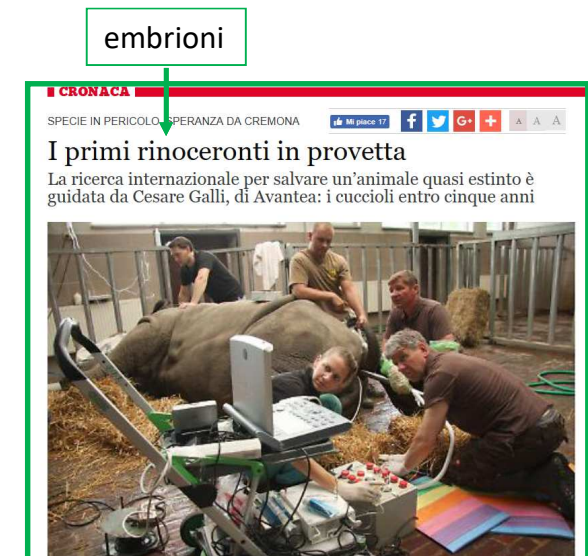 embrioni
CRONACA
SPECIE IN PERICOLO, SPERANZA DA CREMONA
Mi piace 17
f
G+
A A A
I primi rinoceronti in provetta
La ricerca internazionale per salvare un'animale quasi estinto è
guidata da Cesare Galli, di Avantea: i cuccioli entro cinque anni